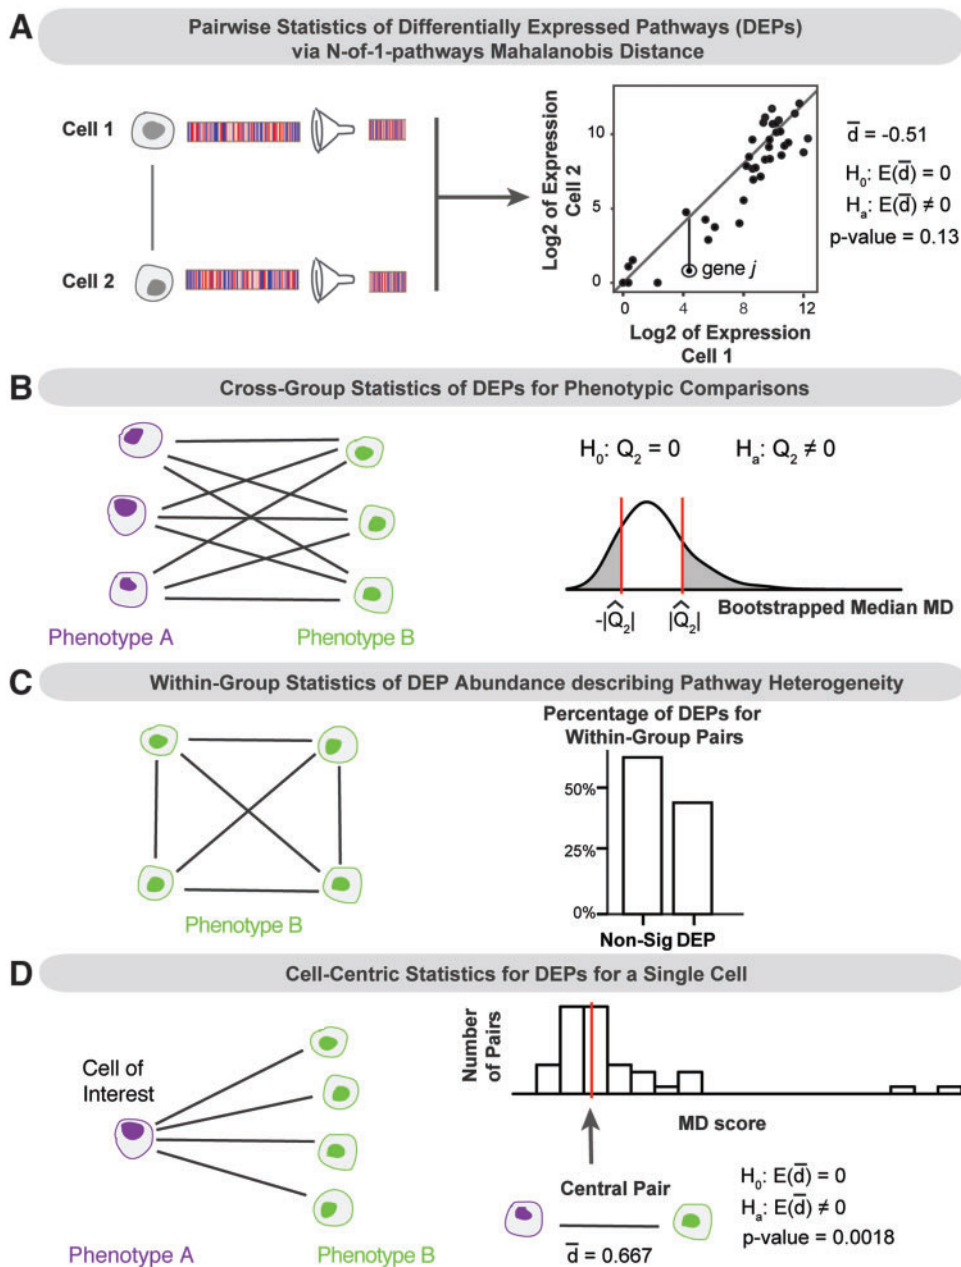 A
Pairwise Statistics of Differentially Expressed Pathways (DEPs)
via N-of-1-pathways Mahalanobis Distance
Cell 1
Cell 2
Log2 of Expression
Cell 2
10
5
0
gene j
0 4 8 12
Log2 of Expression
Cell 1
d̅ = -0.51
H₀: E(d̅) = 0
Hₐ: E(d̅) ≠ 0
p-value = 0.13
B
Cross-Group Statistics of DEPs for Phenotypic Comparisons
Phenotype A
Phenotype B
H₀: Q₂ = 0 Hₐ: Q₂ ≠ 0
Bootstrapped Median MD
-|Q̂₂| |Q̂₂|
C
Within-Group Statistics of DEP Abundance describing Pathway Heterogeneity
Phenotype B
Percentage of DEPs for
Within-Group Pairs
50%
25%
0%
Non-Sig DEP
D
Cell-Centric Statistics for DEPs for a Single Cell
Cell of
Interest
Phenotype A
Phenotype B
Number
of Pairs
MD score
Central Pair
d̅ = 0.667
H₀: E(d̅) = 0
Hₐ: E(d̅) ≠ 0
p-value = 0.0018